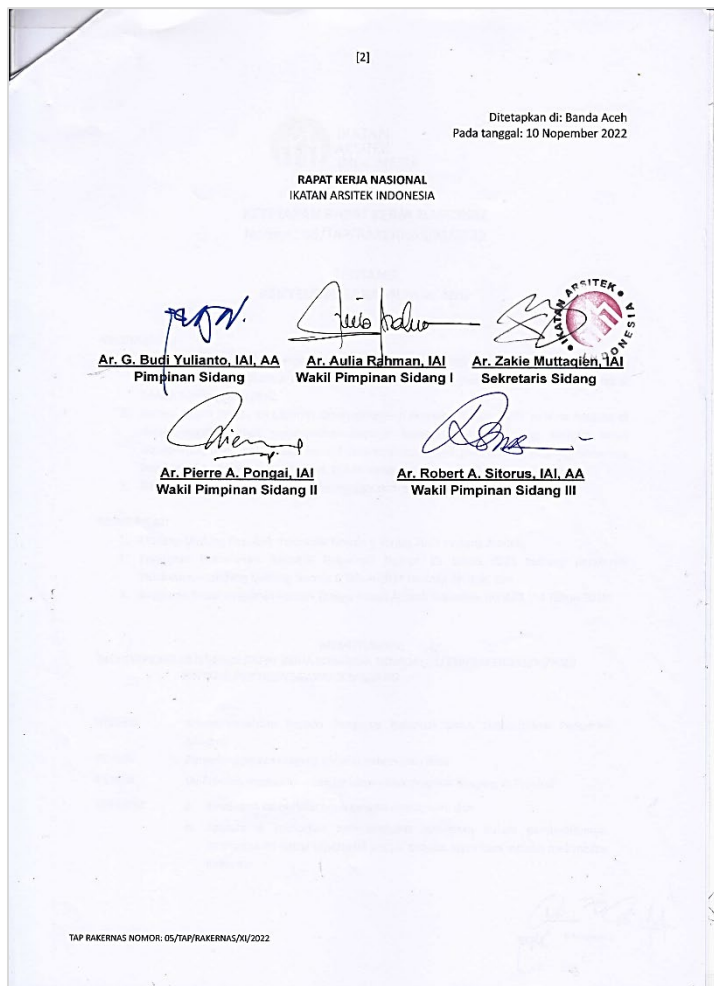 [2]
Ditetapkan di: Banda Aceh
Pada tanggal: 10 Nopember 2022
RAPAT KERJA NASIONAL
IKATAN ARSITEK INDONESIA
IKATAN ARSITEK INDONESIA
Ar. G. Budi Yulianto, IAI, AA
Pimpinan Sidang
Ar. Aulia Rahman, IAI
Wakil Pimpinan Sidang I
Ar. Zakie Muttaqien, IAI
Sekretaris Sidang
Ar. Pierre A. Pongai, IAI
Wakil Pimpinan Sidang II
Ar. Robert A. Sitorus, IAI, AA
Wakil Pimpinan Sidang III
TAP RAKERNAS NOMOR: 05/TAP/RAKERNAS/XI/2022